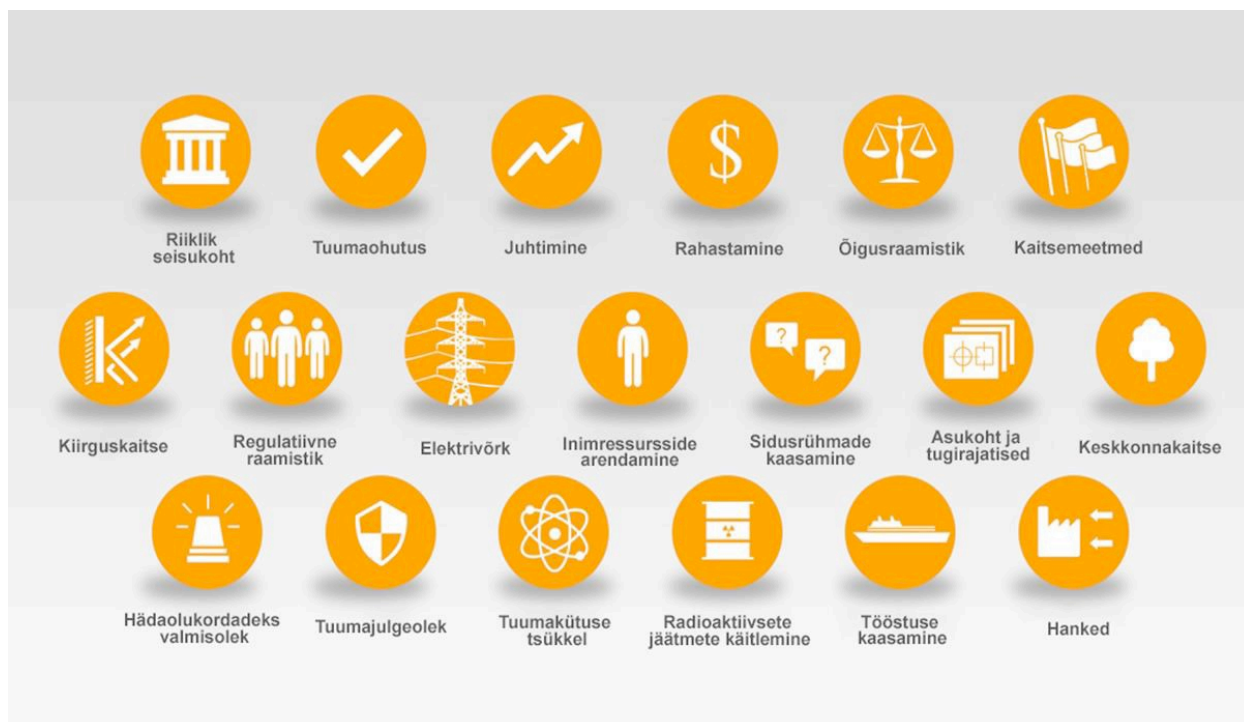 $
Riiklik
seisukoht
Tuumaohutus
Juhtimine
Rahastamine
Õigusraamistik
Kaitsemeetmed
? ?
Kiirguskaitse
Regulatiivne
raamistik
Elektrivõrk
Inimressursside
arendamine
Sidusrühmade
kaasamine
Asukoht ja
tugirajatised
Keskkonnakaitse
Hädaolukordadeks
valmisolek
Tuumajulgeolek
Tuumakütuse
tsükkel
Radioaktiivsete
jäätmete käitlemine
Tööstuse
kaasamine
Hanked